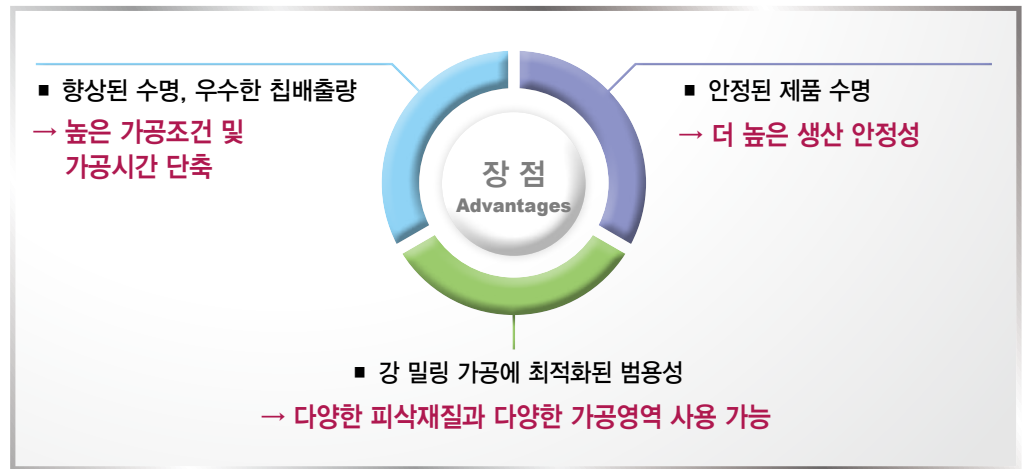 ■ 향상된 수명, 우수한 칩배출량
→ 높은 가공조건 및
가공시간 단축
■ 안정된 제품 수명
→ 더 높은 생산 안정성
장 점
Advantages
■ 강 밀링 가공에 최적화된 범용성
→ 다양한 피삭재질과 다양한 가공영역 사용 가능